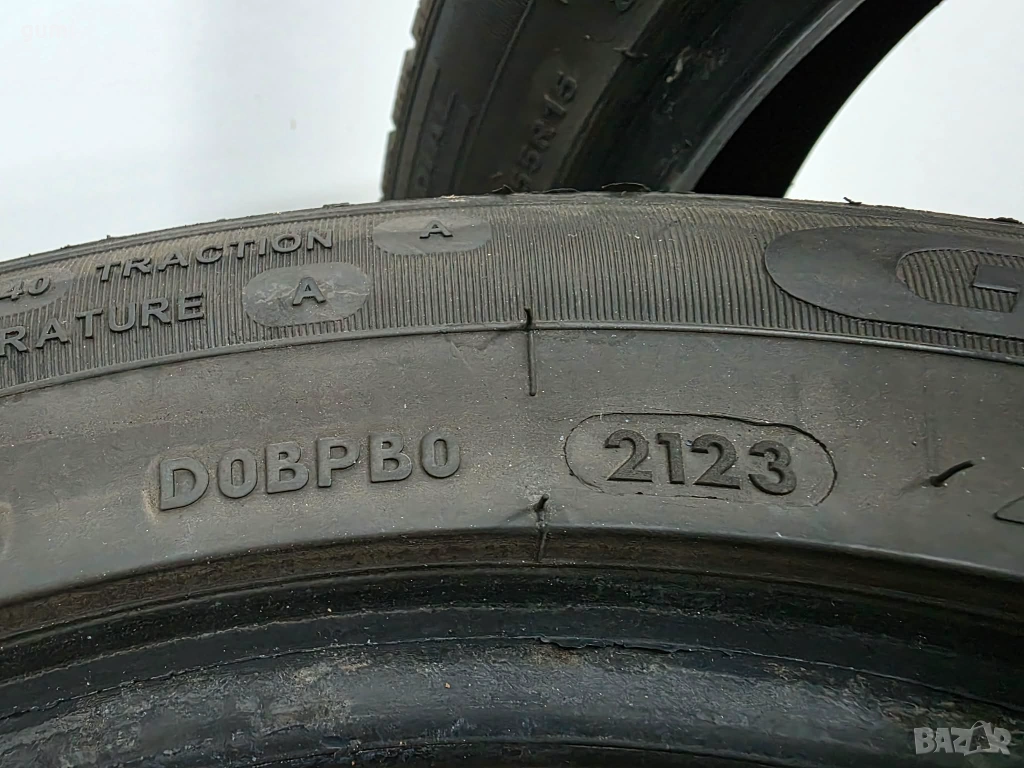 40 TRACTION A
RATURE A
D0BPB0 2123
BAZAR